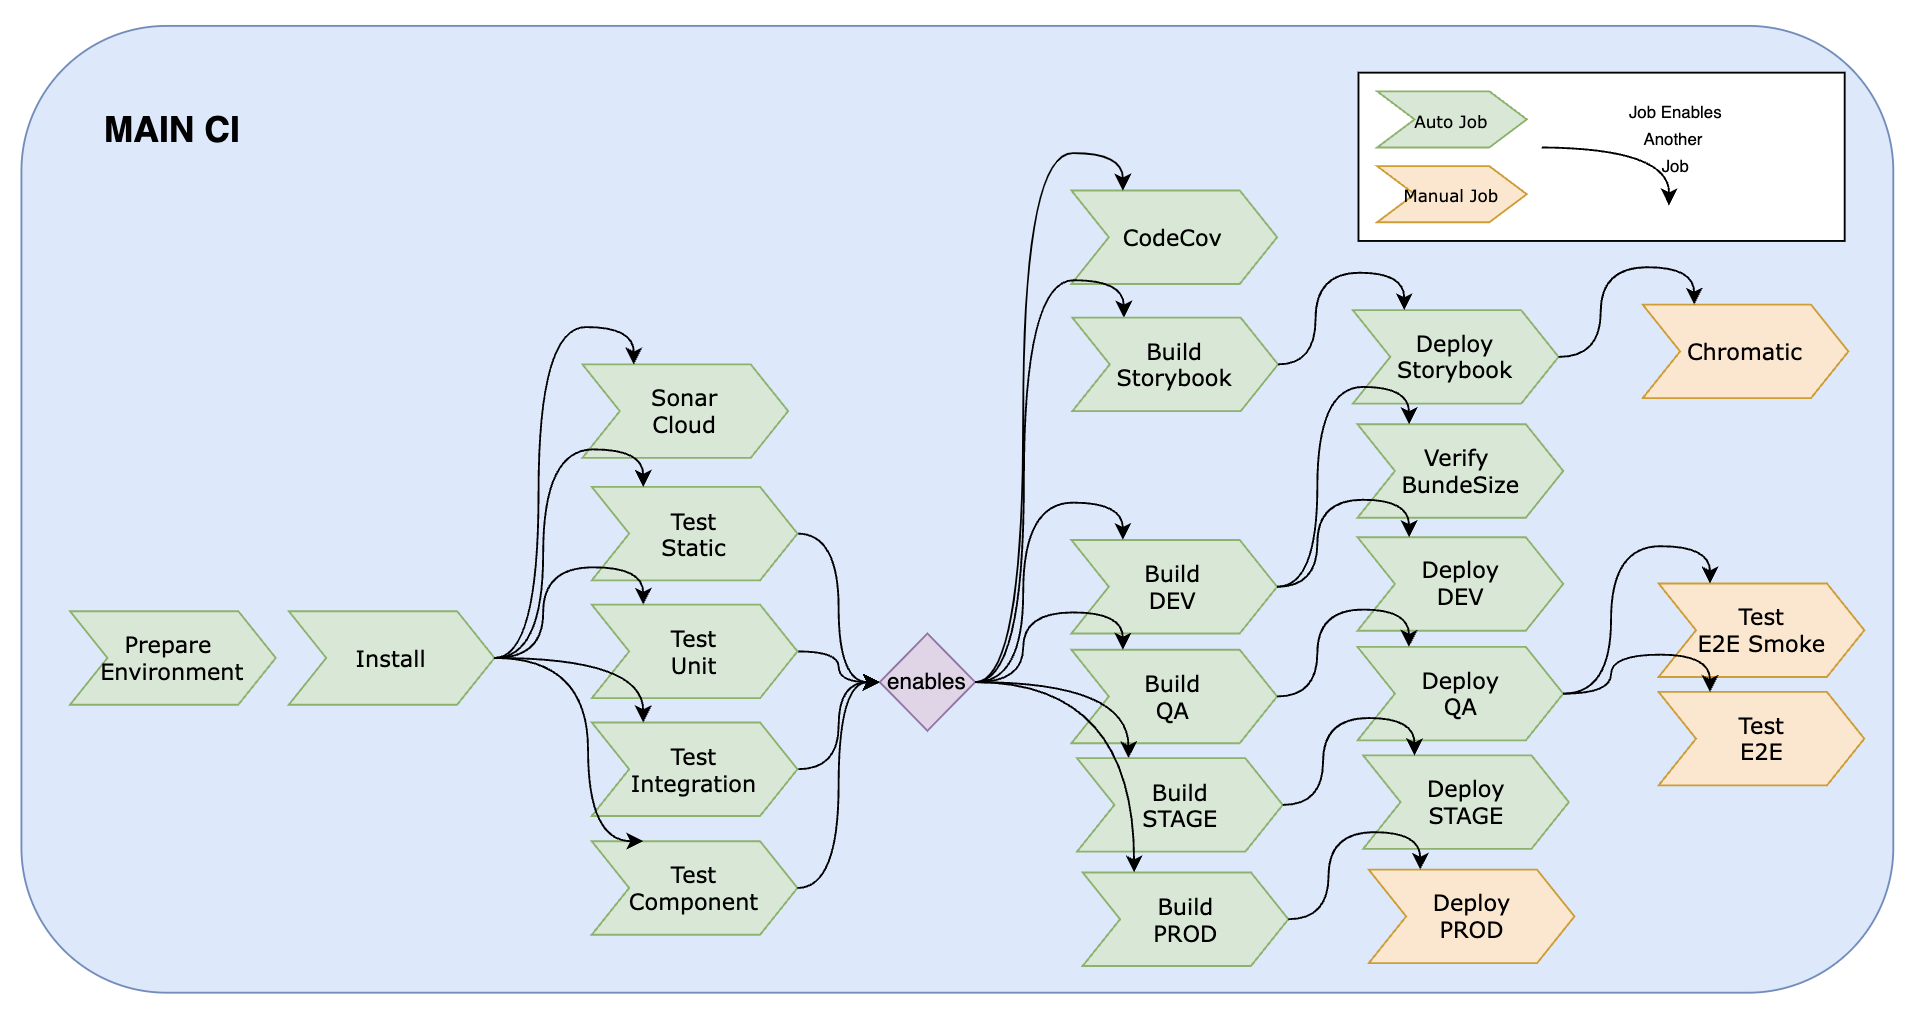 MAIN CI
Auto Job
Manual Job
Job Enables
Another
Job
Prepare
Environment
Install
Sonar
Cloud
Test
Static
Test
Unit
Test
Integration
Test
Component
enables
CodeCov
Build
Storybook
Build
DEV
Build
QA
Build
STAGE
Build
PROD
Deploy
Storybook
Verify
BundeSize
Deploy
DEV
Deploy
QA
Deploy
STAGE
Deploy
PROD
Chromatic
Test
E2E Smoke
Test
E2E